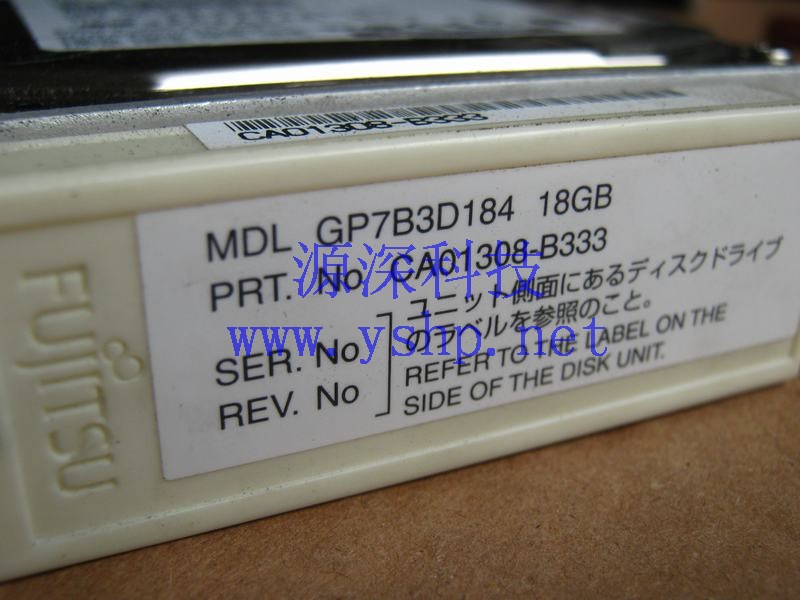 CA01308-B333
MDL GP7B3D184 18GB
PRT. No CA01308-B333
SER. No
REV. No
ユニット側面にあるディスクドライブ
のラベルを参照のこと。
REFER TO THE LABEL ON THE
SIDE OF THE DISK UNIT.
FUJITSU
源深科技
www.yshp.net